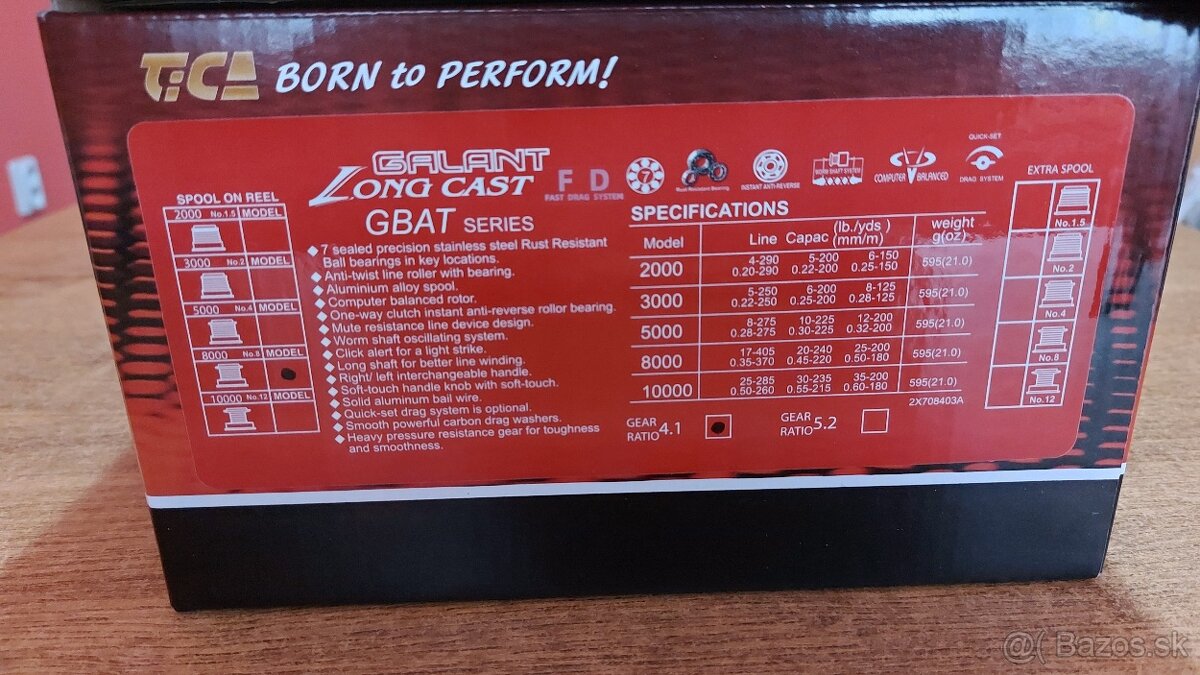 TiCA BORN to PERFORM!
GALANT
LONG CAST
GBAT SERIES
F D
FAST DRAG SYSTEM
7
Rust Resistant Bearing
INSTANT ANTI-REVERSE
WORM SHAFT SYSTEM
COMPUTER BALANCED
QUICK-SET
DRAG SYSTEM
SPOOL ON REEL
2000 No.1.5 MODEL
3000 No.2 MODEL
5000 No.4 MODEL
8000 No.8 MODEL
10000 No.12 MODEL
◆ 7 sealed precision stainless steel Rust Resistant
Ball bearings in key locations.
◆ Anti-twist line roller with bearing.
◆ Aluminium alloy spool.
◆ Computer balanced rotor.
◆ One-way clutch instant anti-reverse roller bearing.
◆ Mute resistance line device design.
◆ Worm shaft oscillating system.
◆ Click alert for a light strike.
◆ Long shaft for better line winding.
◆ Right/ left interchangeable handle.
◆ Soft-touch handle knob with soft-touch.
◆ Solid aluminum bail wire.
◆ Quick-set drag system is optional.
◆ Smooth powerful carbon drag washers.
◆ Heavy pressure resistance gear for toughness
and smoothness.
SPECIFICATIONS
Model Line Capac (lb./yds) (mm/m) weight g(oz)
2000 4-290 5-200 6-150 595(21.0)
0.20-290 0.22-200 0.25-150
3000 5-250 6-200 8-125 595(21.0)
0.22-250 0.25-200 0.28-125
5000 8-275 10-225 12-200 595(21.0)
0.28-275 0.30-225 0.32-200
8000 17-405 20-240 25-200 595(21.0)
0.35-370 0.45-220 0.50-180
10000 25-285 30-235 35-200 595(21.0)
0.50-260 0.55-215 0.60-180
2X708403A
GEAR RATIO 4.1
GEAR RATIO 5.2
EXTRA SPOOL
No.1.5
No.2
No.4
No.8
No.12
@( Bazos.sk